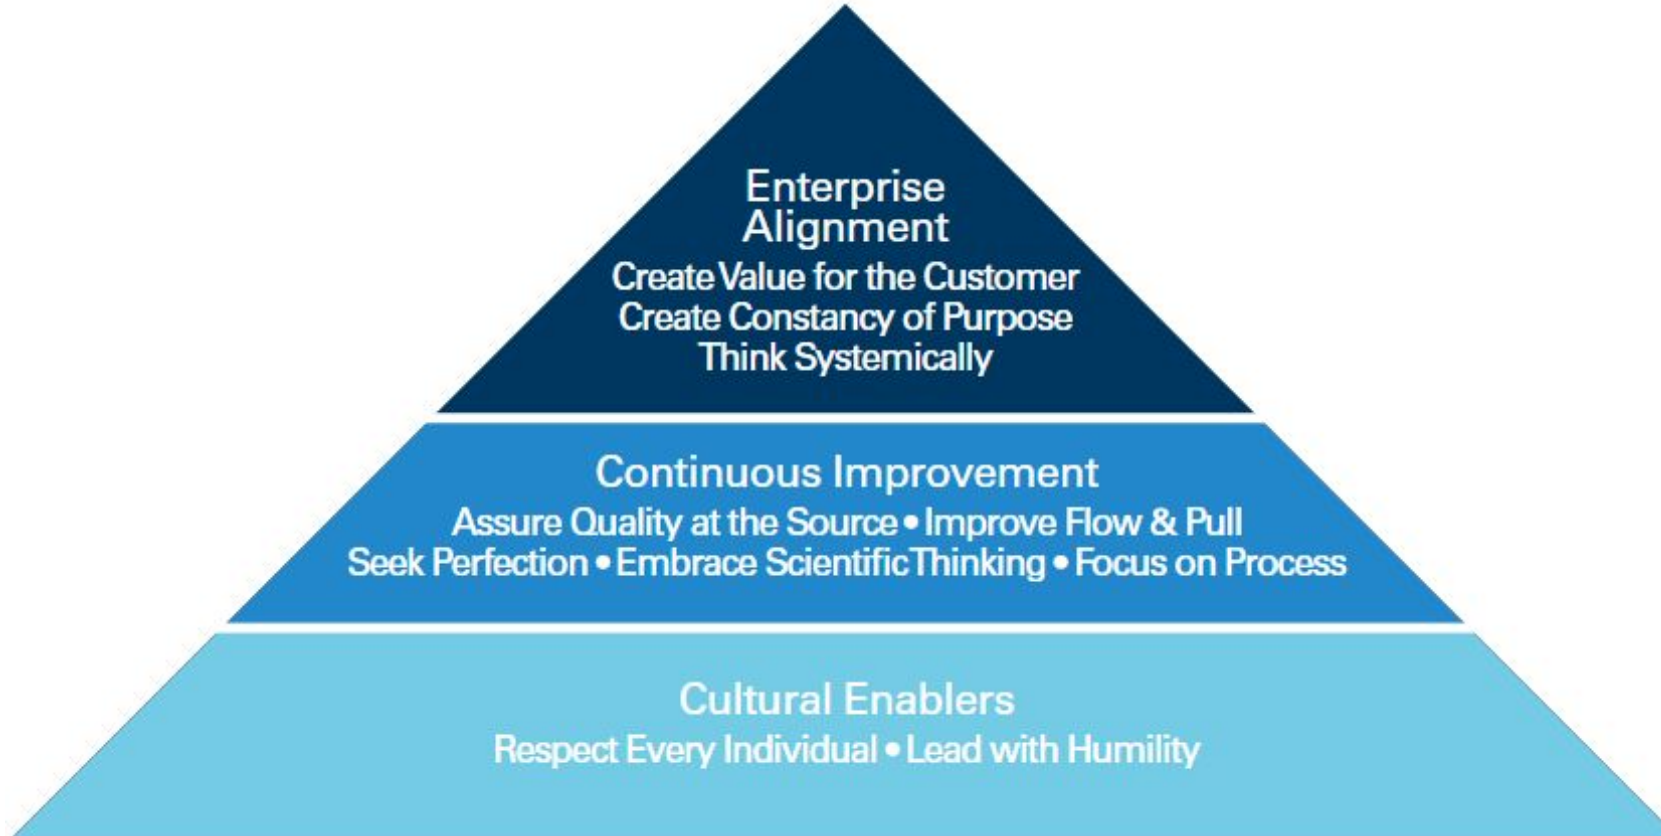 Enterprise
Alignment
Create Value for the Customer
Create Constancy of Purpose
Think Systemically
Continuous Improvement
Assure Quality at the Source • Improve Flow & Pull
Seek Perfection • Embrace Scientific Thinking • Focus on Process
Cultural Enablers
Respect Every Individual • Lead with Humility